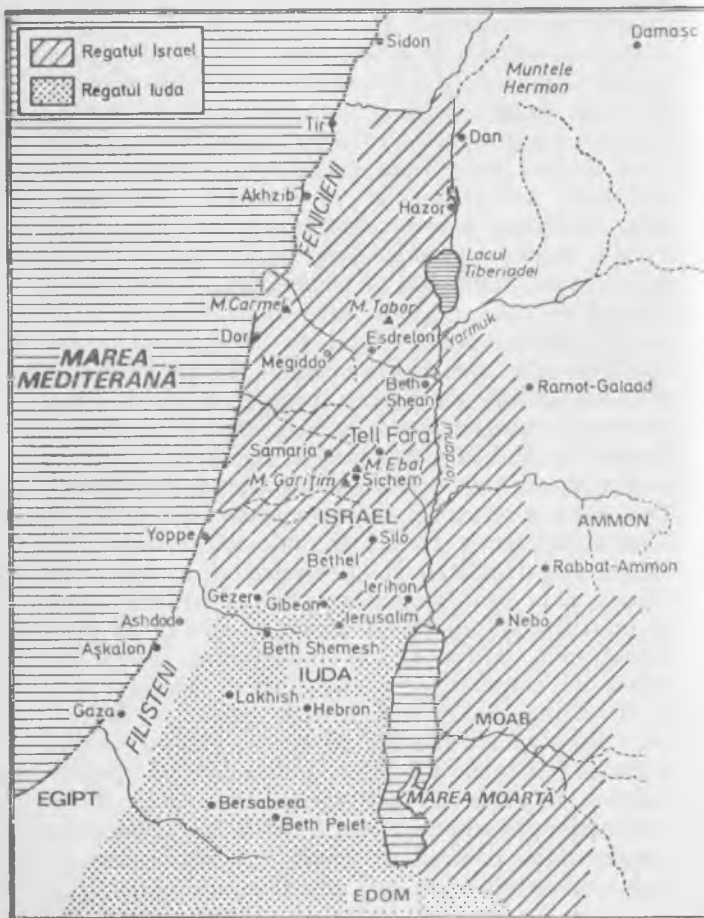 Regatul Israel
Regatul Iuda
Sidon
Damasc
Muntele
Hermon
Tir
Dan
FENICIENI
Akhzib
Hazor
Lacul
Tiberiadei
M. Carmel
M. Tabor
Yarmuk
Dor
Esdrelon
Megiddo
MAREA
MEDITERANĂ
Beth
Shean
Ramot-Galaad
Tell Fara
Samaria
M. Ebal
Iordanul
M. Gariţim
Sichem
ISRAEL
AMMON
Yoppe
Silo
Bethel
Rabbat-Ammon
Gezer
Gibeon
Ierihon
Ashdod
Ierusalim
Nebo
Beth Shemesh
Aşkalon
IUDA
FILISTENI
Lakhish
Hebron
Gaza
MOAB
EGIPT
Bersabeea
MAREA MOARTĂ
Beth Pelet
EDOM